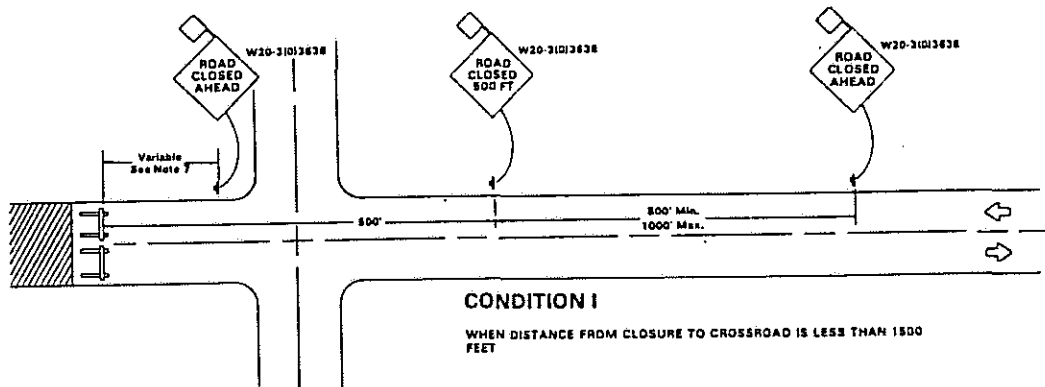 W20-3(0)3636
W20-3(0)3636
W20-3(0)3636
ROAD
CLOSED
AHEAD
ROAD
CLOSED
500 FT
ROAD
CLOSED
AHEAD
Variable
See Note 7
500'
500' Min.
1000' Max.
CONDITION I
WHEN DISTANCE FROM CLOSURE TO CROSSROAD IS LESS THAN 1500
FEET